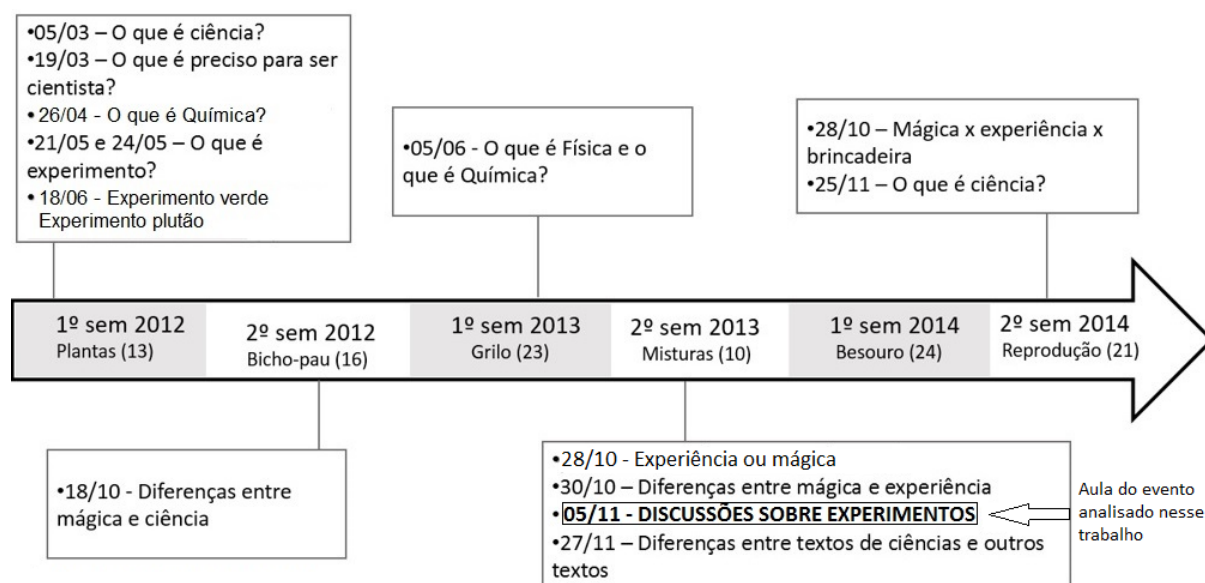 •05/03 – O que é ciência?
•19/03 – O que é preciso para ser
cientista?
• 26/04 - O que é Química?
•21/05 e 24/05 – O que é
experimento?
• 18/06 - Experimento verde
Experimento plutão
•05/06 - O que é Física e o
que é Química?
•28/10 – Mágica x experiência x
brincadeira
•25/11 – O que é ciência?
1º sem 2012
Plantas (13)
2º sem 2012
Bicho-pau (16)
1º sem 2013
Grilo (23)
2º sem 2013
Misturas (10)
1º sem 2014
Besouro (24)
2º sem 2014
Reprodução (21)
•18/10 - Diferenças entre
mágica e ciência
•28/10 - Experiência ou mágica
•30/10 – Diferenças entre mágica e experiência
•05/11 - DISCUSSÕES SOBRE EXPERIMENTOS
•27/11 – Diferenças entre textos de ciências e outros
textos
Aula do evento
analisado nesse
trabalho